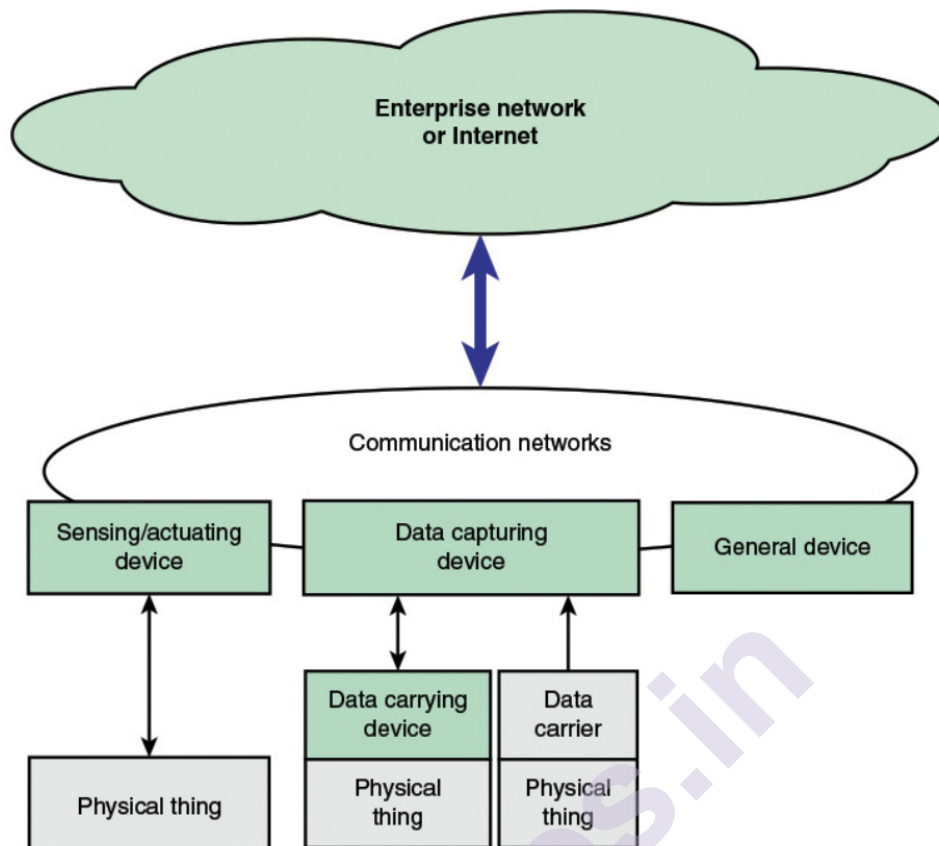 Enterprise network
or Internet
Communication networks
Sensing/actuating
device
Data capturing
device
General device
Data carrying
device
Data
carrier
Physical thing
Physical
thing
Physical
thing
s.in